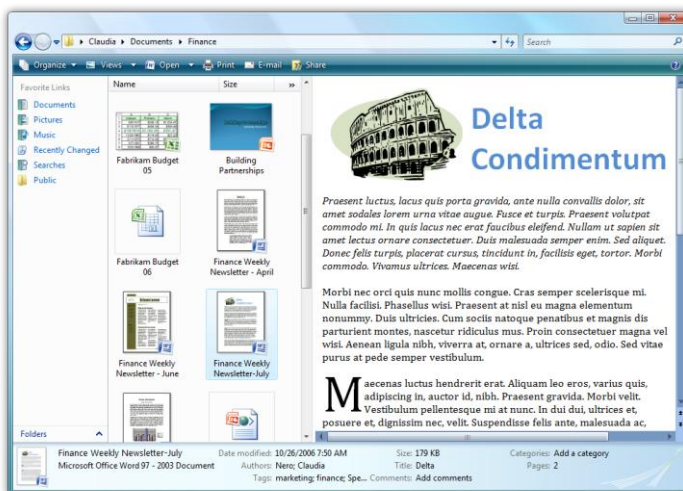 Claudia ▸ Documents ▸ Finance
Search
Organize Views Open Print E-mail Share
Favorite Links
Documents
Pictures
Music
Recently Changed
Searches
Public
Folders
Name Size »
Fabrikam Budget
05
Building
Partnerships
Fabrikam Budget
06
Finance Weekly
Newsletter - April
Finance Weekly
Newsletter - June
Finance Weekly
Newsletter-July
Delta
Condimentum
Praesent luctus, lacus quis porta gravida, ante nulla convallis dolor, sit
amet sodales lorem urna vitae augue. Fusce et turpis. Praesent volutpat
commodo mi. In quis lacus nec erat faucibus eleifend. Nullam ut sapien sit
amet lectus ornare consectetuer. Duis malesuada semper enim. Sed aliquet.
Donec felis turpis, placerat cursus, tincidunt in, facilisis eget, tortor. Morbi
commodo. Vivamus ultrices. Maecenas wisi.
Morbi nec orci quis nunc mollis congue. Cras semper scelerisque mi.
Nulla facilisi. Phasellus wisi. Praesent at nisl eu magna elementum
nonummy. Duis ultricies. Cum sociis natoque penatibus et magnis dis
parturient montes, nascetur ridiculus mus. Proin consectetuer magna vel
wisi. Aenean ligula nibh, viverra at, ornare a, ultrices sed, odio. Sed vitae
purus at pede semper vestibulum.
Maecenas luctus hendrerit erat. Aliquam leo eros, varius quis,
adipiscing in, auctor id, nibh. Praesent gravida. Morbi velit.
Vestibulum pellentesque mi at nunc. In dui dui, ultrices et,
posuere et, dignissim nec, velit. Suspendisse felis ante, malesuada ac,
Finance Weekly Newsletter-July Date modified: 10/26/2006 7:50 AM Size: 179 KB Categories: Add a category
Microsoft Office Word 97 - 2003 Document Authors: Nero; Claudia Title: Delta Pages: 2
Tags: marketing; finance; Spe... Comments: Add comments